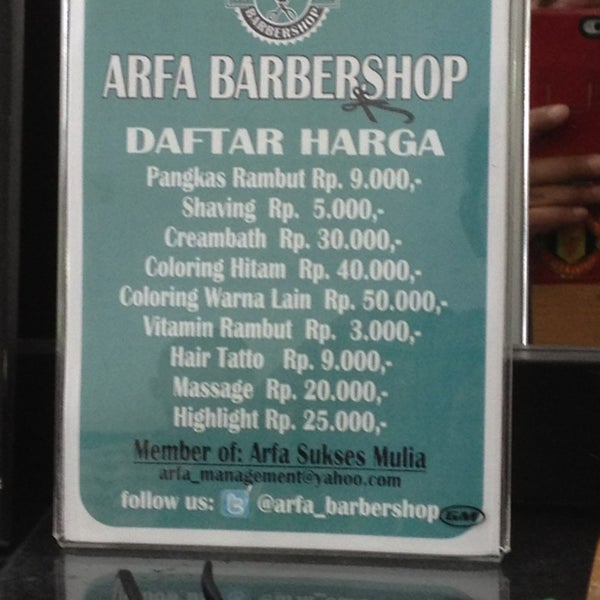 BARBERSHOP
ARFA BARBERSHOP
DAFTAR HARGA
Pangkas Rambut Rp. 9.000,-
Shaving Rp. 5.000,-
Creambath Rp. 30.000,-
Coloring Hitam Rp. 40.000,-
Coloring Warna Lain Rp. 50.000,-
Vitamin Rambut Rp. 3.000,-
Hair Tatto Rp. 9.000,-
Massage Rp. 20.000,-
Highlight Rp. 25.000,-
Member of: Arfa Sukses Mulia
arfa_management@yahoo.com
follow us: @arfa_barbershop